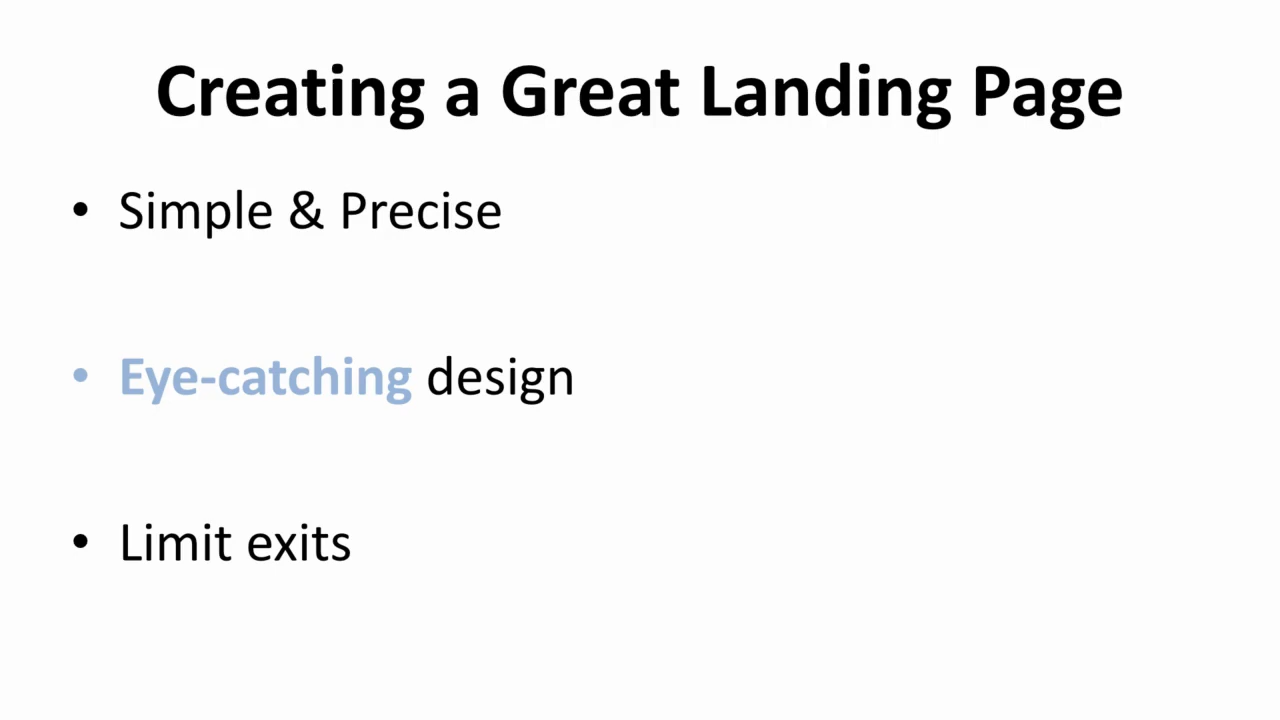 Creating a Great Landing Page
• Simple & Precise
• Eye-catching design
• Limit exits